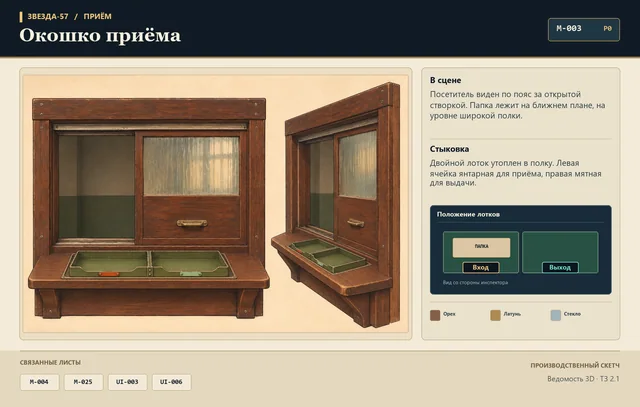 ЗВЕЗДА-57 / ПРИЁМ
Окошко приёма
М-003 P0
В сцене
Посетитель виден по пояс за открытой
створкой. Папка лежит на ближнем плане, на
уровне широкой полки.
Стыковка
Двойной лоток утоплен в полку. Левая
ячейка янтарная для приёма, правая мятная
для выдачи.
Положение лотков
ПАПКА
Вход
Выход
Вид со стороны инспектора
Орех
Латунь
Стекло
СВЯЗАННЫЕ ЛИСТЫ
М-004
М-025
UI-003
UI-006
ПРОИЗВОДСТВЕННЫЙ СКЕТЧ
Ведомость 3D · ТЗ 2.1